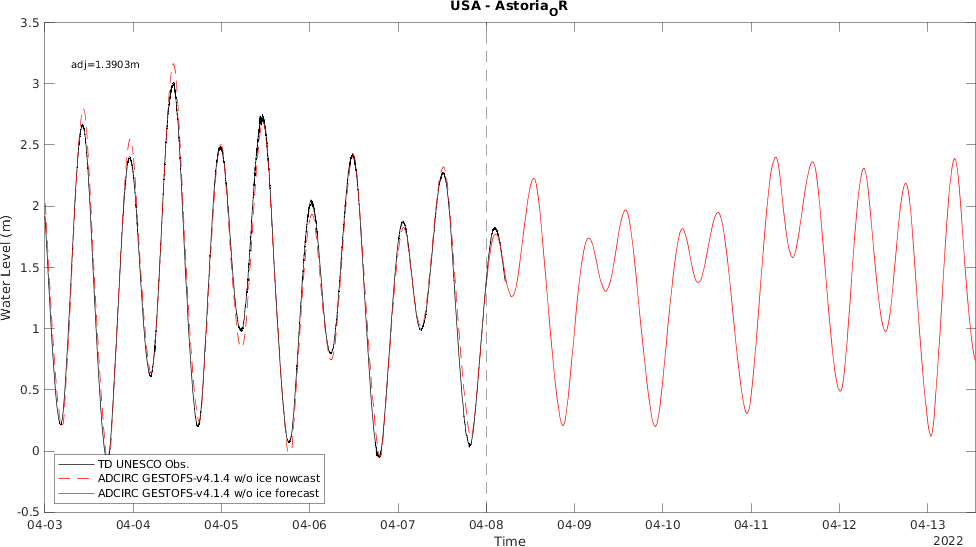 USA - Astoria_OR
3.5
3
2.5
2
1.5
1
0.5
0
-0.5
Water Level (m)
adj=1.3903m
TD UNESCO Obs.
ADCIRC GESTOFS-v4.1.4 w/o ice nowcast
ADCIRC GESTOFS-v4.1.4 w/o ice forecast
04-03 04-04 04-05 04-06 04-07 04-08 04-09 04-10 04-11 04-12 04-13
Time
2022